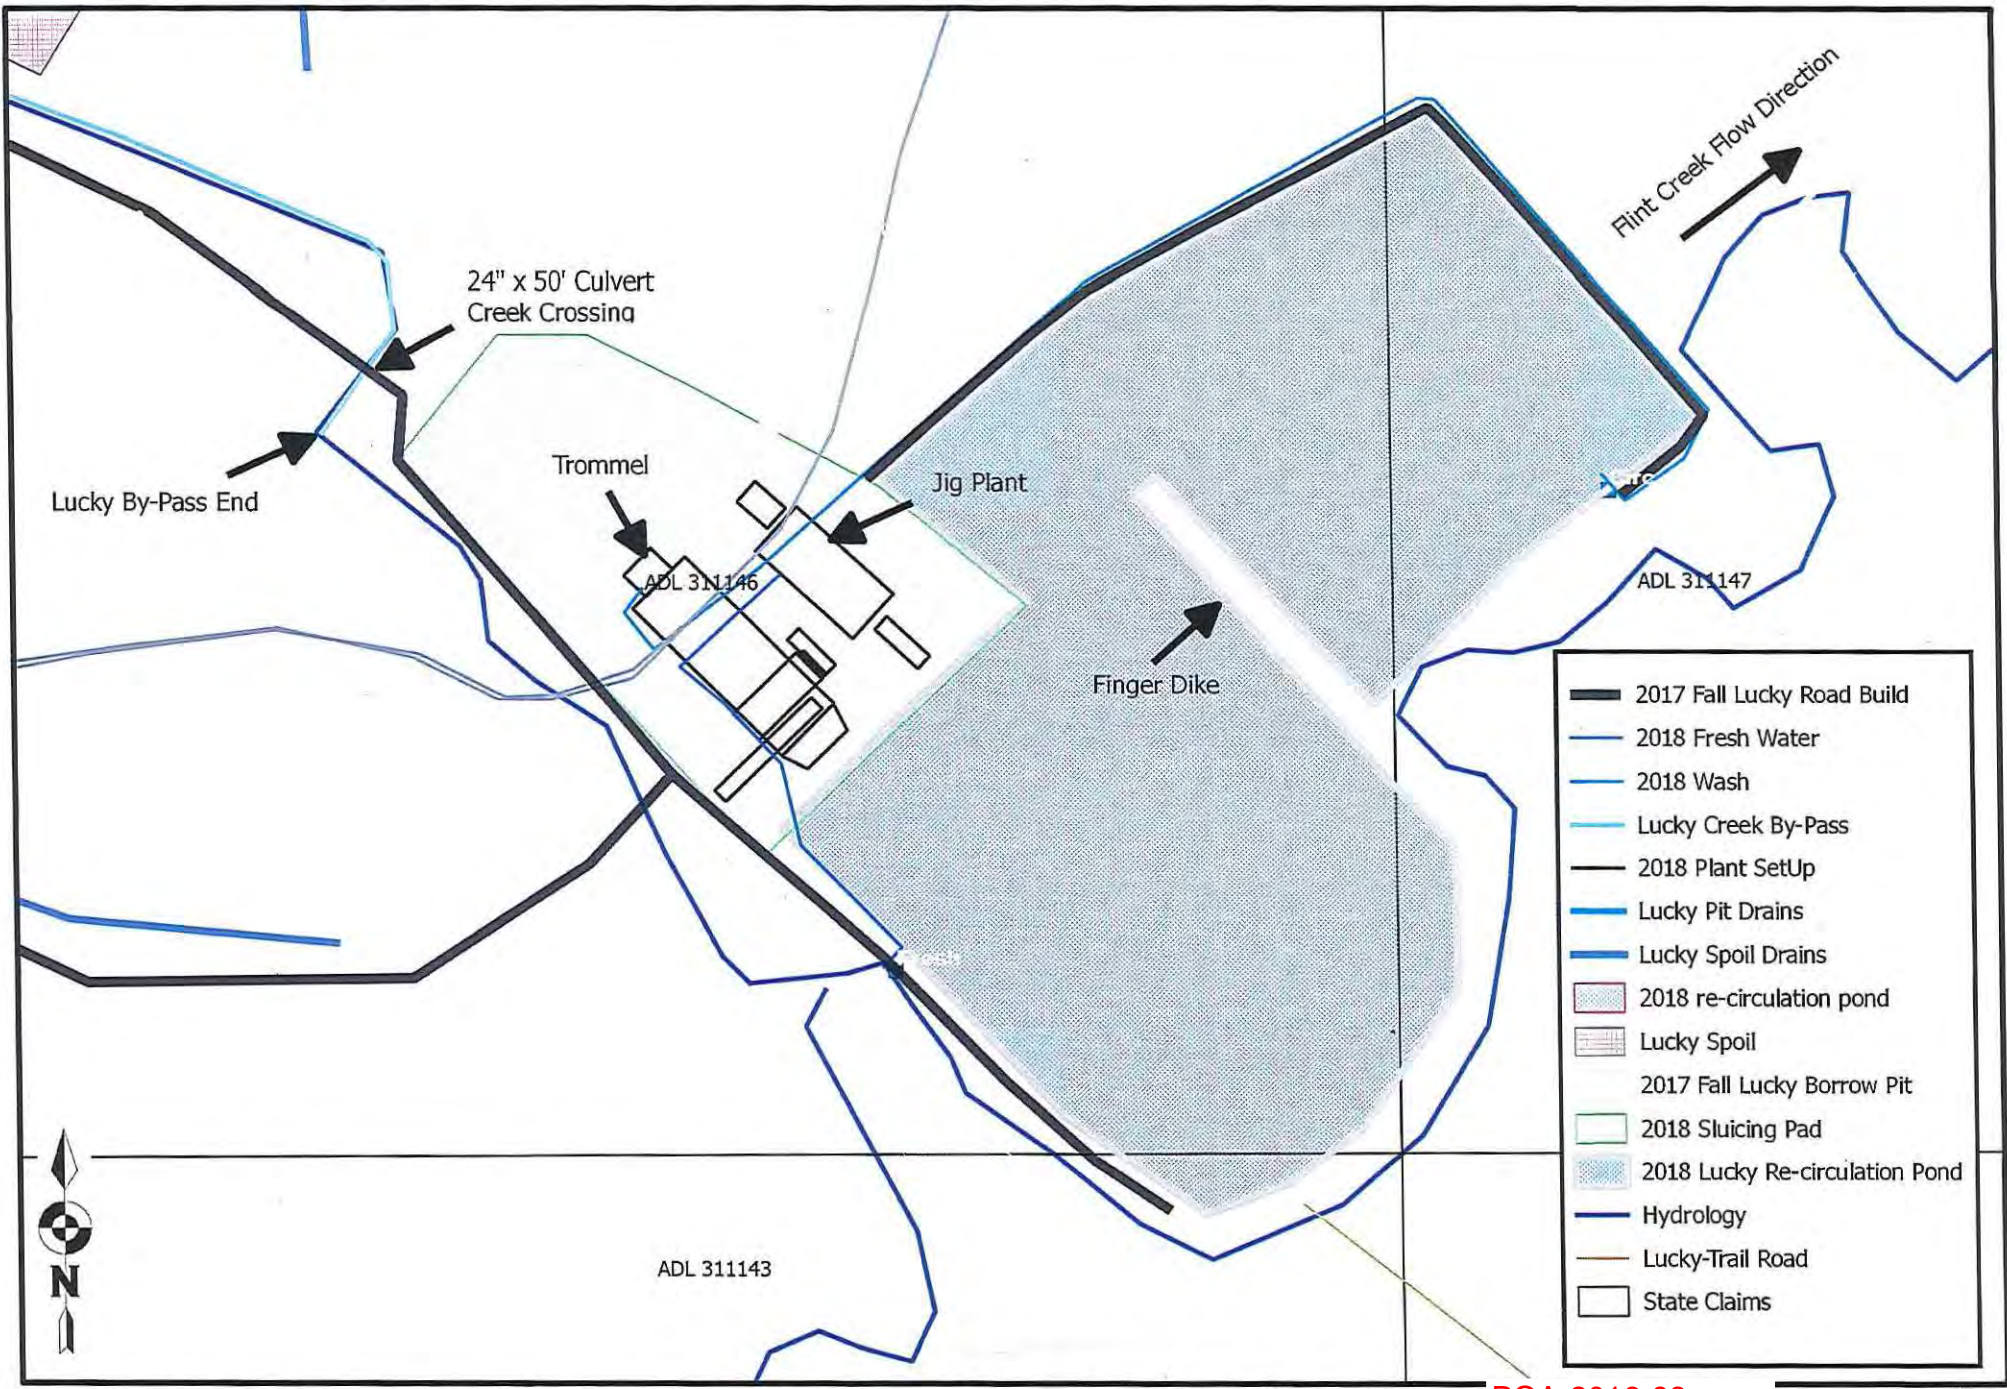 Flint Creek Flow Direction
24" x 50' Culvert
Creek Crossing
Trommel
Jig Plant
Lucky By-Pass End
ADL 311146
ADL 311147
Finger Dike
2017 Fall Lucky Road Build
2018 Fresh Water
2018 Wash
Lucky Creek By-Pass
2018 Plant SetUp
Lucky Pit Drains
Lucky Spoil Drains
2018 re-circulation pond
Lucky Spoil
2017 Fall Lucky Borrow Pit
2018 Sluicing Pad
2018 Lucky Re-circulation Pond
Hydrology
Lucky-Trail Road
State Claims
N
ADL 311143